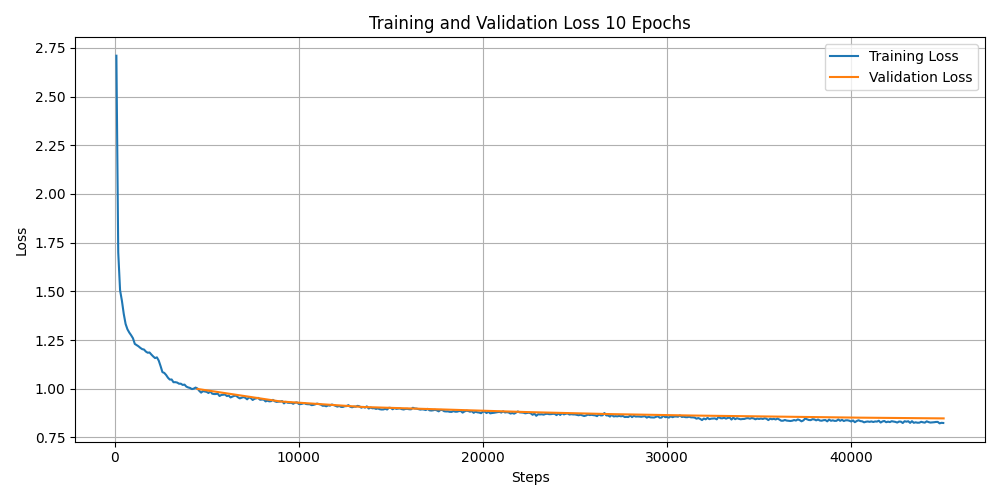 Training and Validation Loss 10 Epochs
Training Loss
Validation Loss
2.75
2.50
2.25
2.00
1.75
1.50
1.25
1.00
0.75
Loss
0
10000
20000
30000
40000
Steps